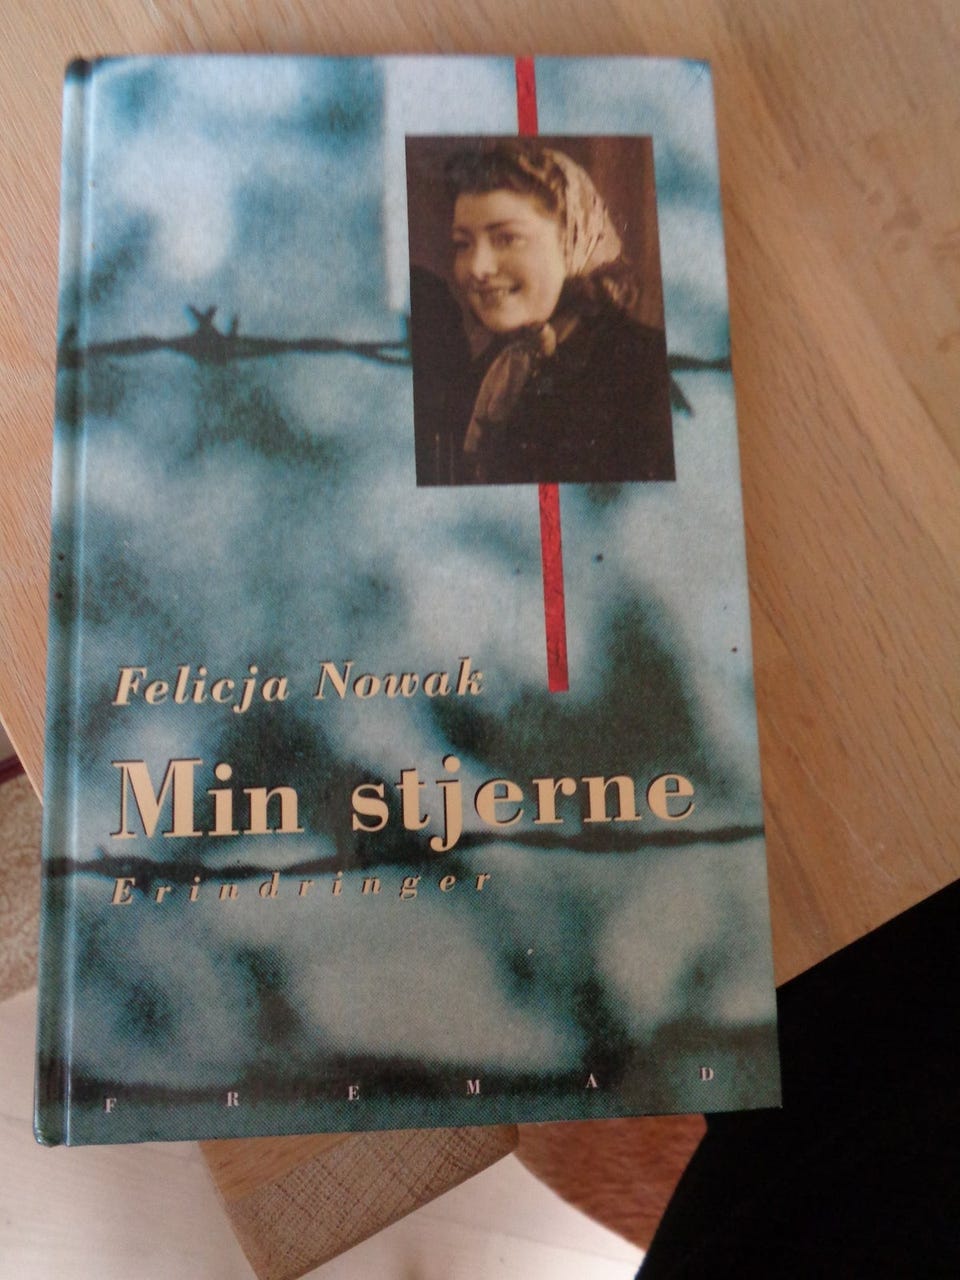 Felicja Nowak
Min stjerne
Erindringer
FREMAD